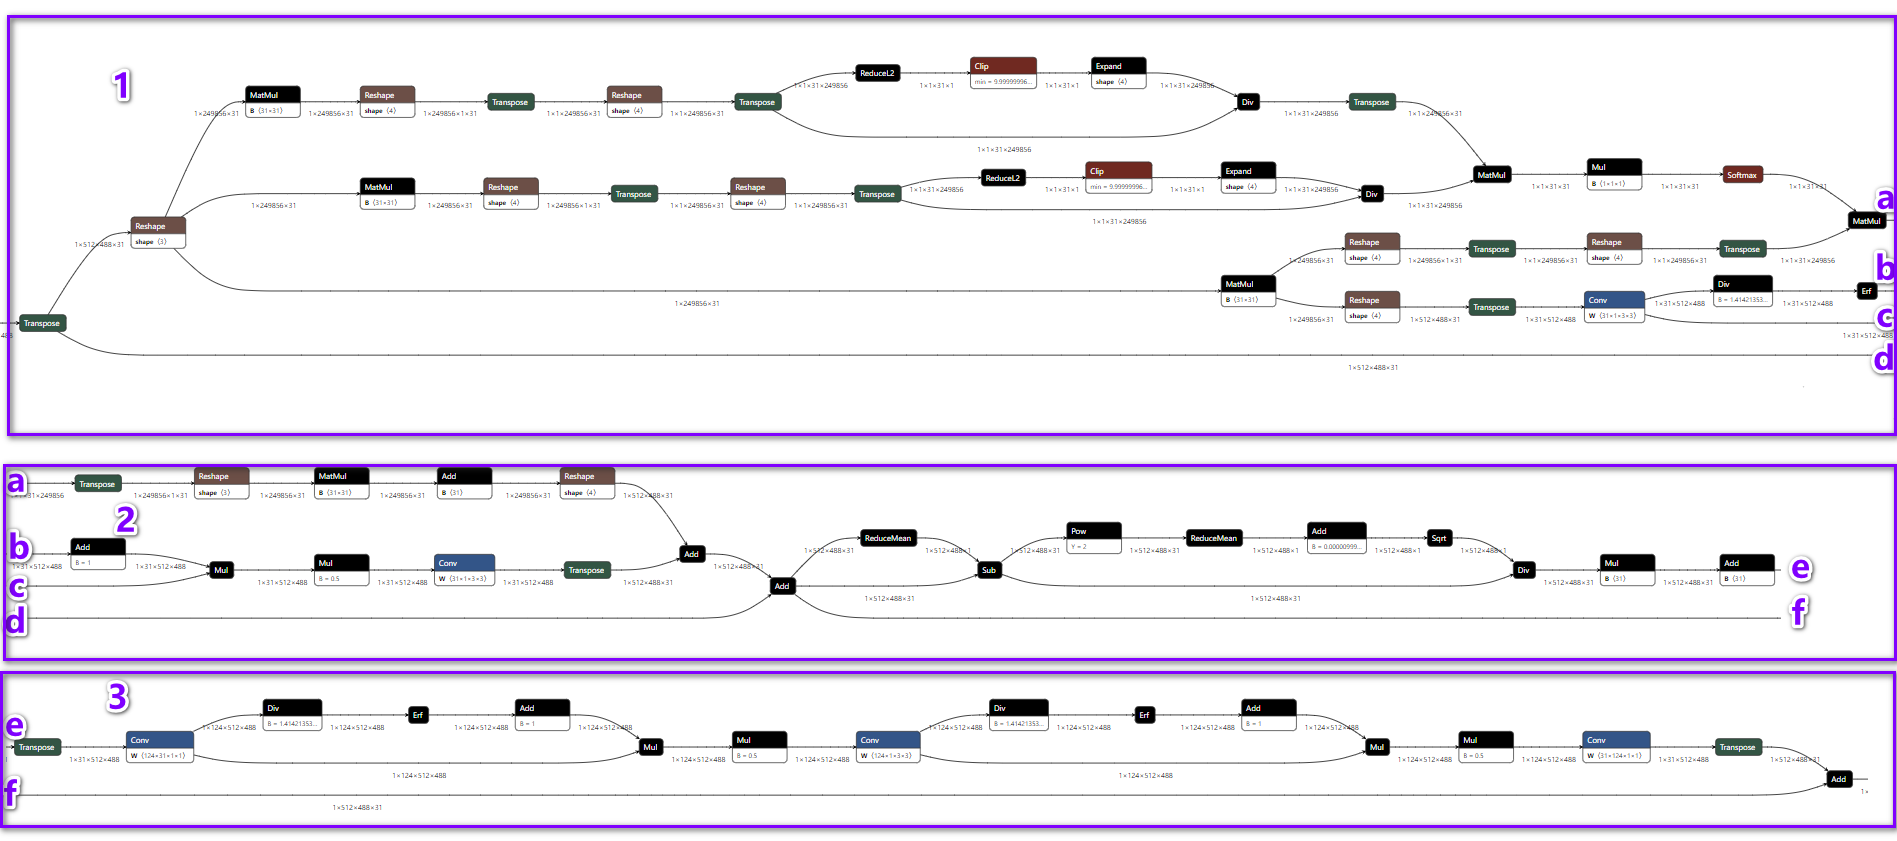 1
ReduceL2
Clip
min = 9.99999996...
Expand
shape ⟨4⟩
1×1×31×249856
1×1×31×1
1×1×31×1
1×1×31×249856
MatMul
B ⟨31×31⟩
Reshape
shape ⟨4⟩
Transpose
Reshape
shape ⟨4⟩
Transpose
Div
Transpose
1×249856×31
1×249856×31
1×249856×1×31
1×1×249856×31
1×1×249856×31
1×1×31×249856
1×1×249856×31
1×1×31×249856
MatMul
B ⟨31×31⟩
Reshape
shape ⟨4⟩
Transpose
Reshape
shape ⟨4⟩
Transpose
ReduceL2
Clip
min = 9.99999996...
Expand
shape ⟨4⟩
Div
MatMul
Mul
B ⟨1×1×1⟩
Softmax
1×1×31×249856
1×1×31×1
1×1×31×1
1×1×31×249856
1×1×31×31
1×1×31×31
1×1×31×31
1×249856×31
1×249856×31
1×249856×1×31
1×1×249856×31
1×1×249856×31
1×1×31×249856
1×1×31×249856
a
MatMul
Reshape
shape ⟨3⟩
1×512×488×31
Reshape
shape ⟨4⟩
Transpose
Reshape
shape ⟨4⟩
Transpose
1×249856×31
1×249856×1×31
1×1×249856×31
1×1×249856×31
1×1×31×249856
b
MatMul
B ⟨31×31⟩
1×249856×31
Reshape
shape ⟨4⟩
Transpose
Conv
W ⟨31×1×3×3⟩
Div
B = 1.41421353...
Erf
1×249856×31
1×512×488×31
1×31×512×488
1×31×512×488
1×31×512×488
c
Transpose
1×31×512×488
d
1×512×488×31
a
Transpose
Reshape
shape ⟨3⟩
MatMul
B ⟨31×31⟩
Add
B ⟨31⟩
Reshape
shape ⟨4⟩
1×249856×1×31
1×249856×31
1×249856×31
1×249856×31
1×512×488×31
2
b
Add
B = 1
1×31×512×488
1×31×512×488
c
Mul
Mul
B = 0.5
Conv
W ⟨31×1×3×3⟩
Transpose
1×31×512×488
1×31×512×488
1×31×512×488
1×512×488×31
Add
1×512×488×31
d
Add
ReduceMean
Sub
Pow
Y = 2
ReduceMean
Add
B = 0.00000999...
Sqrt
1×512×488×31
1×512×488×1
1×512×488×31
1×512×488×31
1×512×488×1
1×512×488×1
1×512×488×1
Div
Mul
B ⟨31⟩
Add
B ⟨31⟩
1×512×488×31
1×512×488×31
1×512×488×31
1×512×488×31
e
f
3
e
Transpose
Conv
W ⟨124×31×1×1⟩
Div
B = 1.41421353...
Erf
Add
B = 1
Mul
Mul
B = 0.5
Conv
W ⟨124×1×3×3⟩
Div
B = 1.41421353...
Erf
Add
B = 1
Mul
Mul
B = 0.5
Conv
W ⟨31×124×1×1⟩
Transpose
Add
1×124×512×488
1×124×512×488
1×124×512×488
1×124×512×488
1×124×512×488
1×124×512×488
1×124×512×488
1×124×512×488
1×31×512×488
1×124×512×488
1×124×512×488
1×124×512×488
1×124×512×488
1×31×512×488
1×512×488×31
1×124×512×488
1×124×512×488
f
1×512×488×31